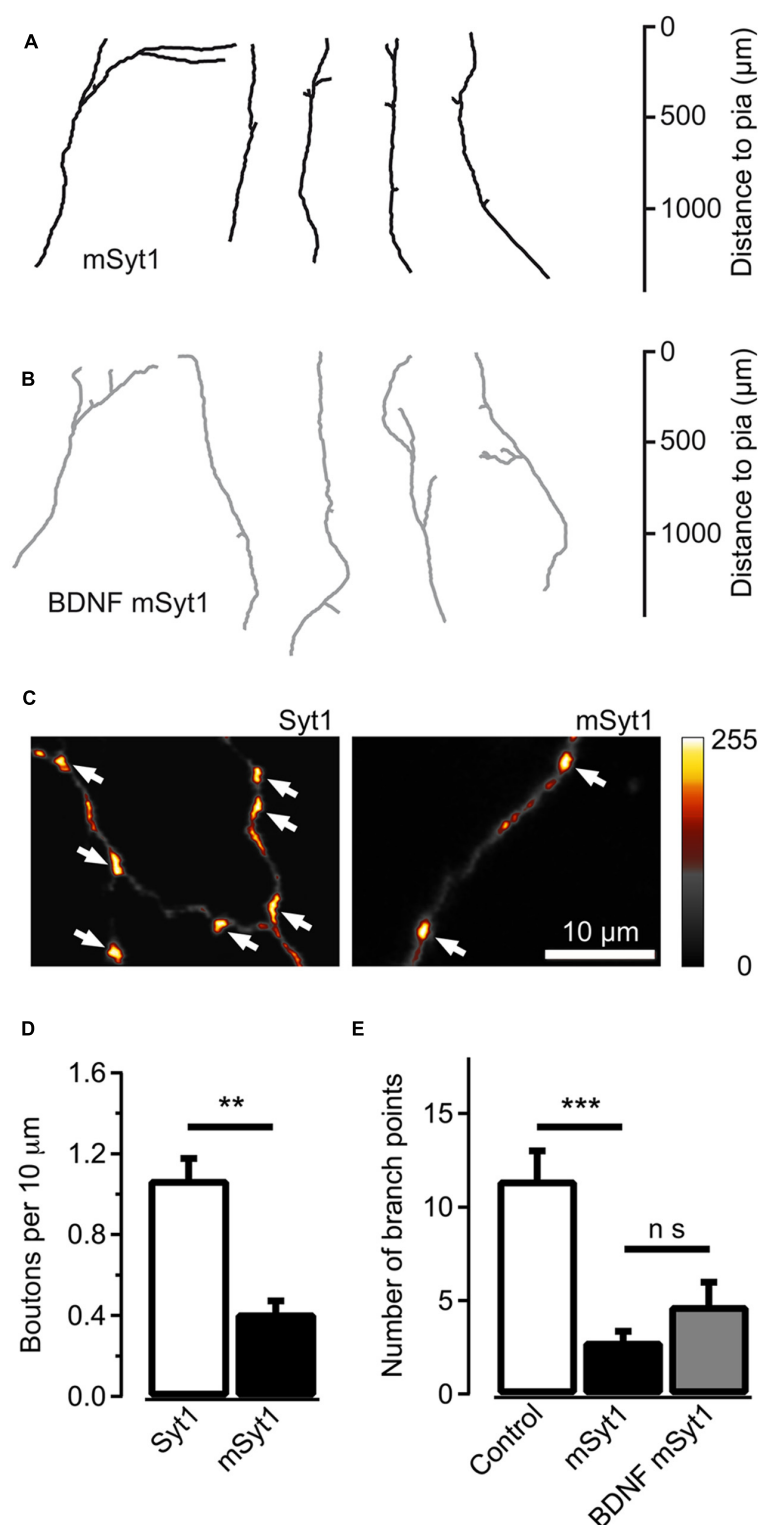 A
0
500
1000
Distance to pia (µm)
mSyt1
B
0
500
1000
Distance to pia (µm)
BDNF mSyt1
C
Syt1
mSyt1
255
0
10 µm
D
E
1.6
1.2
0.8
0.4
0.0
Boutons per 10 µm
**
Syt1
mSyt1
15
10
5
0
Number of branch points
***
n s
Control
mSyt1
BDNF mSyt1